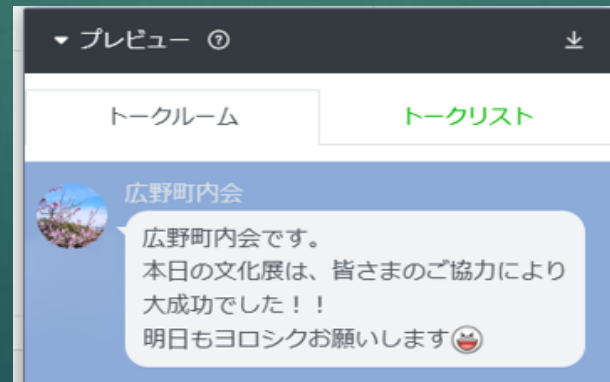 プレビュー
トークルーム
トークリスト
広野町内会
広野町内会です。
本日の文化展は、皆さまのご協力により
大成功でした！！
明日もヨロシクお願いします😆